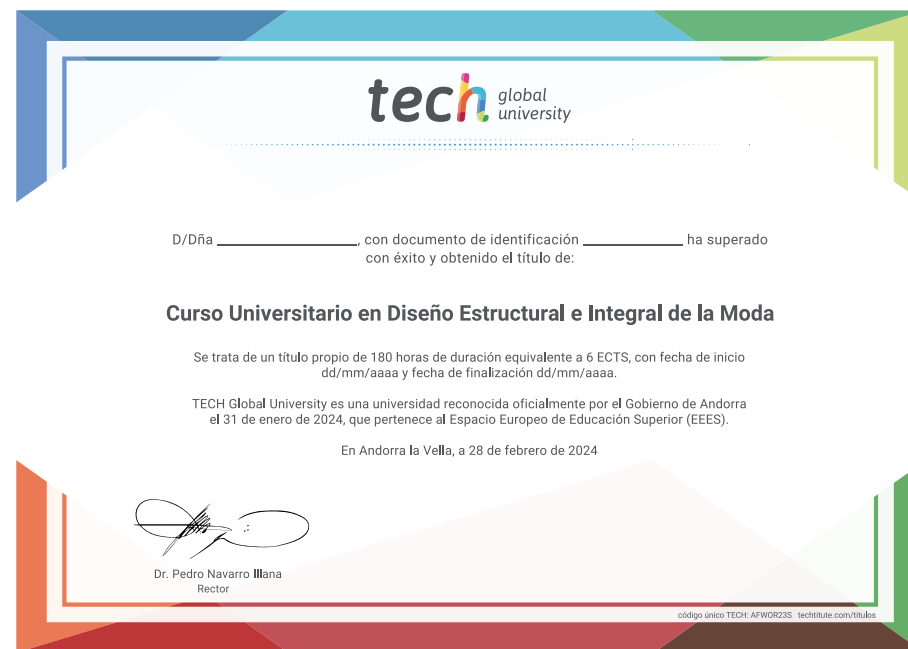 tech global university
D/Dña ________________, con documento de identificación ____________ ha superado
con éxito y obtenido el título de:
Curso Universitario en Diseño Estructural e Integral de la Moda
Se trata de un título propio de 180 horas de duración equivalente a 6 ECTS, con fecha de inicio
dd/mm/aaaa y fecha de finalización dd/mm/aaaa.
TECH Global University es una universidad reconocida oficialmente por el Gobierno de Andorra
el 31 de enero de 2024, que pertenece al Espacio Europeo de Educación Superior (EEES).
En Andorra la Vella, a 28 de febrero de 2024
Dr. Pedro Navarro Illana
Rector
código único TECH: AFWOR23S techtitute.com/titulos